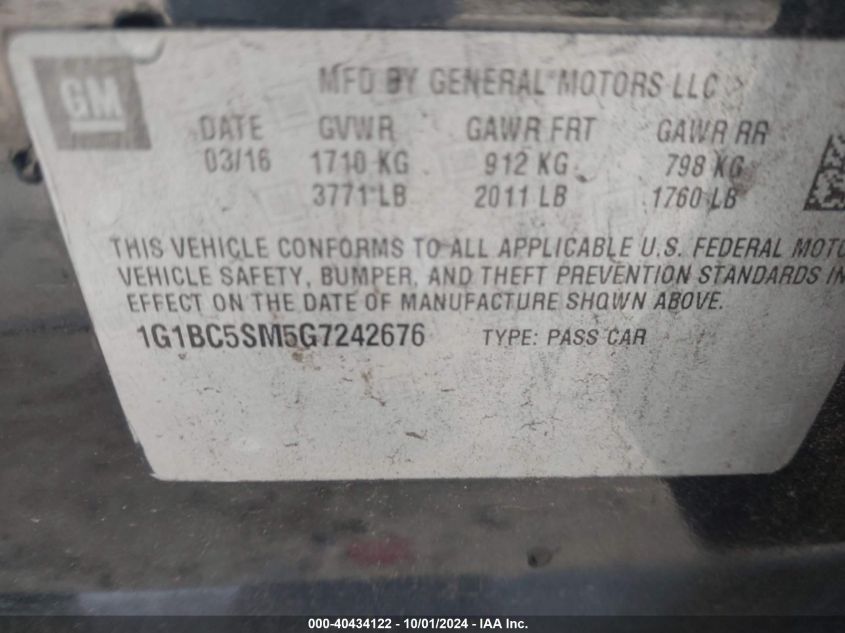 GM
MFD BY GENERAL MOTORS LLC
DATE GVWR GAWR FRT GAWR RR
03/16 1710 KG 912 KG 798 KG
3771 LB 2011 LB 1760 LB
THIS VEHICLE CONFORMS TO ALL APPLICABLE U.S. FEDERAL MOTO
VEHICLE SAFETY, BUMPER, AND THEFT PREVENTION STANDARDS IN
EFFECT ON THE DATE OF MANUFACTURE SHOWN ABOVE.
1G1BC5SM5G7242676 TYPE: PASS CAR
000-40434122 - 10/01/2024 - IAA Inc.